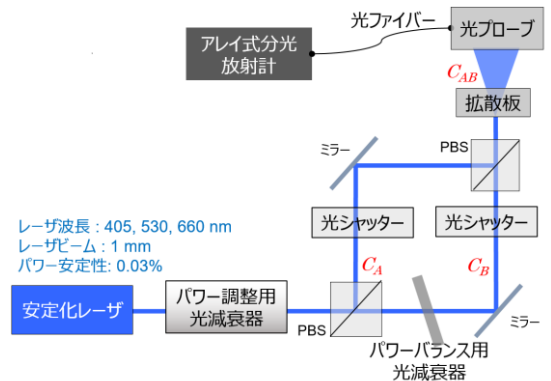 光ファイバー
光プローブ
アレイ式分光
放射計
C_AB
拡散板
PBS
ミラー
光シャッター
光シャッター
レーザ波長 : 405, 530, 660 nm
レーザビーム : 1 mm
パワー安定性: 0.03%
C_A
C_B
安定化レーザ
パワー調整用
光減衰器
PBS
ミラー
パワーバランス用
光減衰器